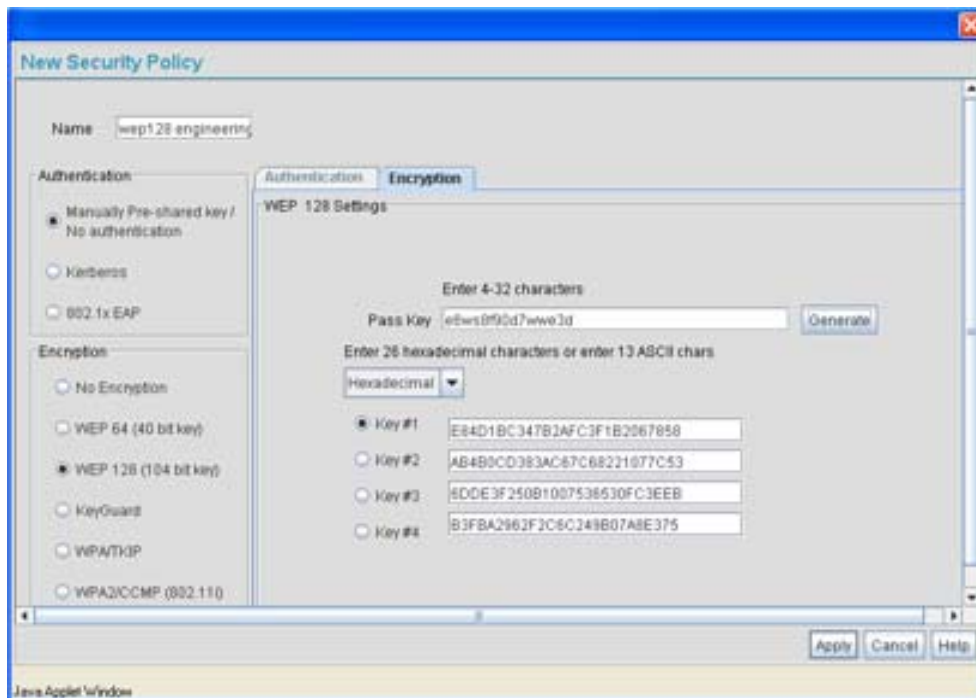 New Security Policy
Name wep128 engineering
Authentication
Manually Pre-shared key /
No authentication
Kerberos
802.1x EAP
Encryption
No Encryption
WEP 64 (40 bit key)
WEP 128 (104 bit key)
KeyGuard
WPA/TKIP
WPA2/CCMP (802.11i)
Authentication Encryption
WEP 128 Settings
Enter 4-32 characters
Pass Key Generate
Enter 26 hexadecimal characters or enter 13 ASCII chars
Hexadecimal
Key #1 E84D1BC347B2AFC3F1B2067858
Key #2 AB4B0CD383AC67C68221077C53
Key #3 6DDE3F250B1007536530FC3EEB
Key #4 B3FBA2962F2C6C249B07A8E375
Apply Cancel Help
Java Applet Window